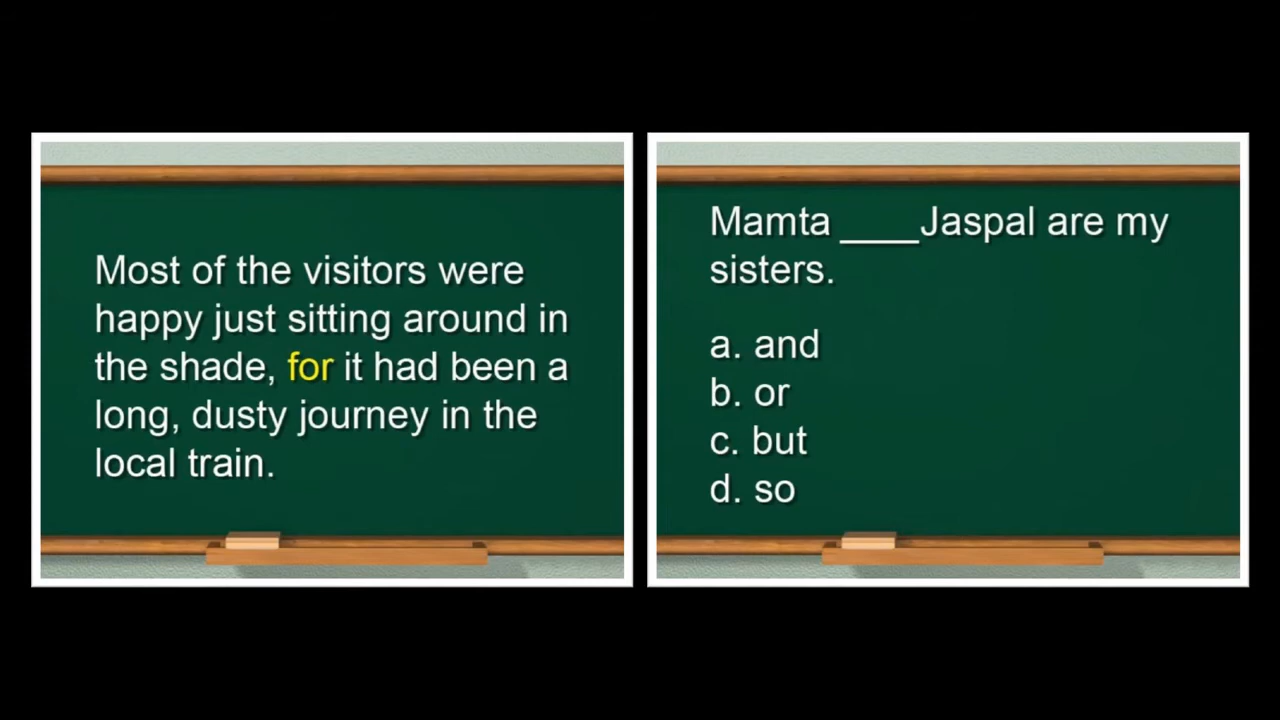 Most of the visitors were
happy just sitting around in
the shade, for it had been a
long, dusty journey in the
local train.
Mamta ____Jaspal are my
sisters.
a. and
b. or
c. but
d. so